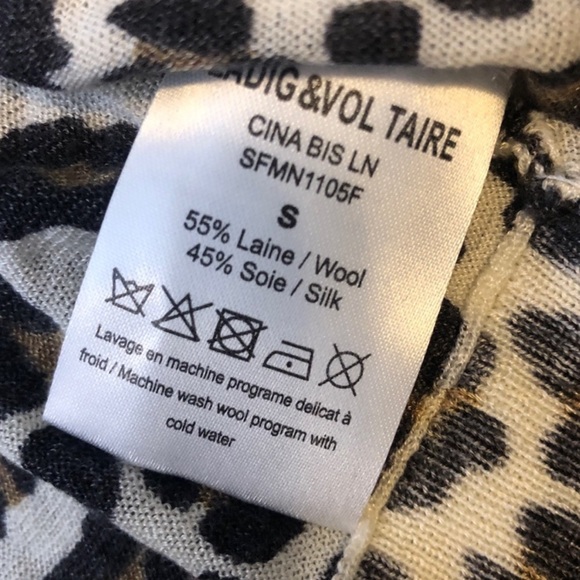 ZADIG&VOL TAIRE
CINA BIS LN
SFMN1105F
S
55% Laine / Wool
45% Soie / Silk
Lavage en machine programe delicat à
froid / Machine wash wool program with
cold water